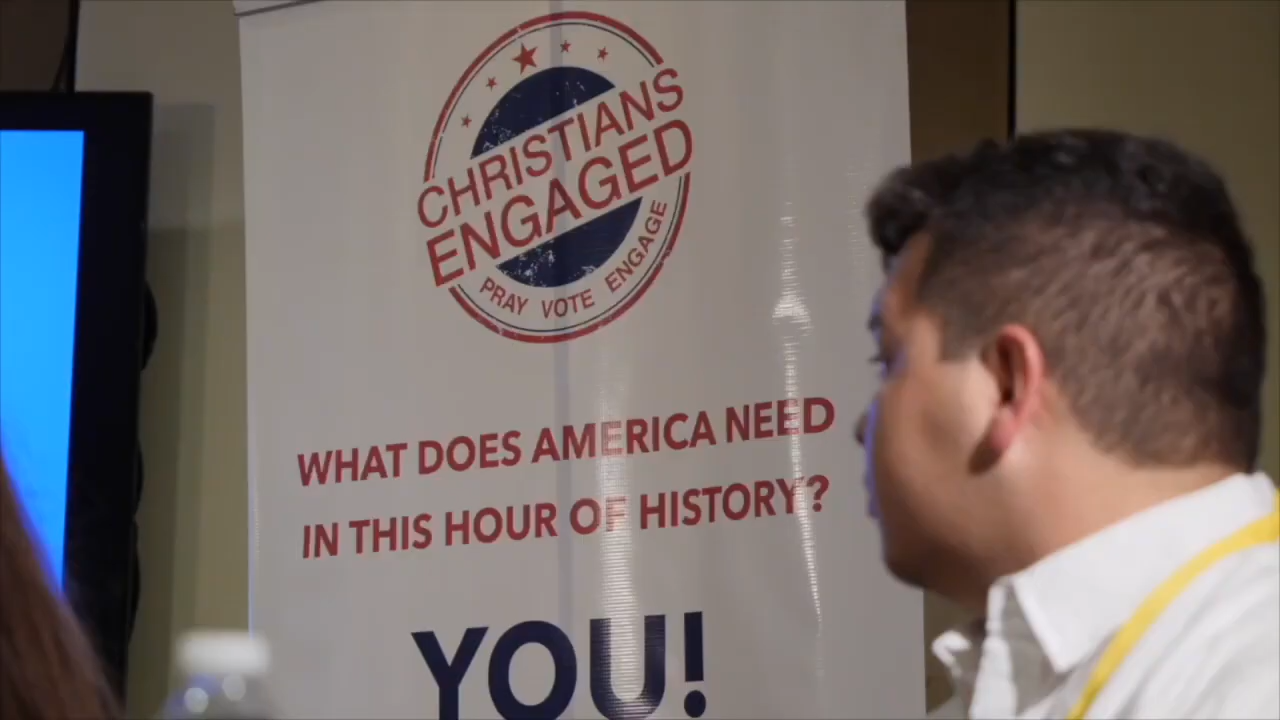 CHRISTIANS
ENGAGED
PRAY VOTE ENGAGE
WHAT DOES AMERICA NEED
IN THIS HOUR OF HISTORY?
YOU!